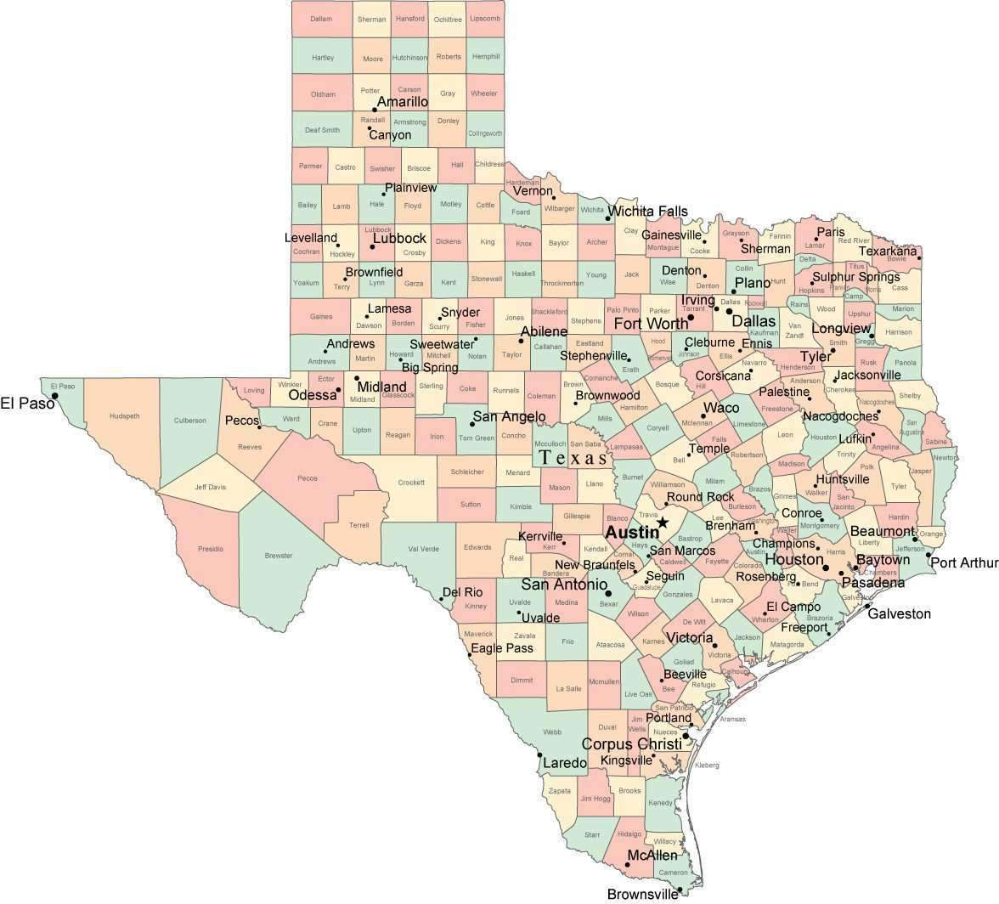 Dallam Sherman Hansford Ochiltree Lipscomb
Hartley Moore Hutchinson Roberts Hemphill
Oldham Potter Carson Gray Wheeler
Amarillo
Deaf Smith Randall Armstrong Donley Collingsworth
Canyon
Parmer Castro Swisher Briscoe Hall Childress
Hardeman
Plainview Vernon
Bailey Lamb Hale Floyd Motley Cottle Foard Wilbarger Wichita Wichita Falls
Levelland Lubbock Clay Gainesville Grayson Fannin Paris Red River Texarkana
Cochran Hockley Lubbock Crosby Dickens King Knox Baylor Archer Montague Cooke Sherman Lamar Bowie
Delta Titus
Brownfield Denton Collin Sulphur Springs
Yoakum Terry Lynn Garza Kent Stonewall Haskell Throckmorton Young Jack Wise Denton Plano Hunt Hopkins Cass
Camp
Irving Dallas Rockwall Rains Wood Marion
Lamesa Snyder Shackleford Palo Pinto Parker Tarrant Upshur
Gaines Dawson Borden Scurry Fisher Jones Stephens Fort Worth Dallas Kaufman Van Zandt Longview Harrison
Abilene Gregg
Andrews Sweetwater Eastland Hood Cleburne Ennis Smith
Andrews Martin Howard Mitchell Nolan Taylor Callahan Stephenville Johnson Ellis Tyler Rusk Panola
Big Spring Erath Navarro Henderson
El Paso Ector Midland Comanche Corsicana Jacksonville
El Paso Loving Winkler Odessa Midland Glasscock Sterling Coke Runnels Coleman Brown Brownwood Bosque Hill Palestine Anderson Cherokee Shelby
Hudspeth Culberson Pecos Ward Crane San Angelo Mills Hamilton Waco Freestone Nacogdoches
Nacogdoches
Reeves Upton Reagan Irion Tom Green Concho Mcculloch San Saba Lampasas Coryell Mclennan Limestone Leon Houston Lufkin San Augustine Sabine
Texas Falls Temple Angelina
Pecos Crockett Schleicher Menard Bell Robertson Madison Trinity Polk Newton
Jeff Davis Mason Llano Burnet Williamson Milam Brazos Huntsville Tyler Jasper
Walker
Sutton Kimble Round Rock Burleson Grimes San Jacinto
Terrell Gillespie Blanco Travis Lee Washington Conroe Hardin
Austin Brenham Montgomery Beaumont Orange
Presidio Brewster Val Verde Edwards Kerrville Kerr Hays Bastrop Waller Champions Liberty Jefferson
Real Kendall Comal San Marcos Caldwell Fayette Austin Houston Harris Baytown Port Arthur
Bandera New Braunfels Colorado Chambers
San Antonio Seguin Rosenberg Fort Bend Pasadena
Del Rio Guadalupe
Kinney Uvalde Medina Bexar Gonzales Lavaca El Campo Galveston
Uvalde Wilson De Witt Wharton Brazoria Galveston
Maverick Zavala Frio Atascosa Karnes Victoria Jackson Matagorda Freeport
Eagle Pass Goliad Victoria
Dimmit La Salle Mcmullen Live Oak Beeville Bee Refugio Calhoun
San Patricio
Webb Duval Jim Wells Portland Aransas
Nueces
Corpus Christi
Laredo Kingsville Kleberg
Zapata Jim Hogg Brooks Kenedy
Starr Hidalgo Willacy
McAllen
Cameron
Brownsville